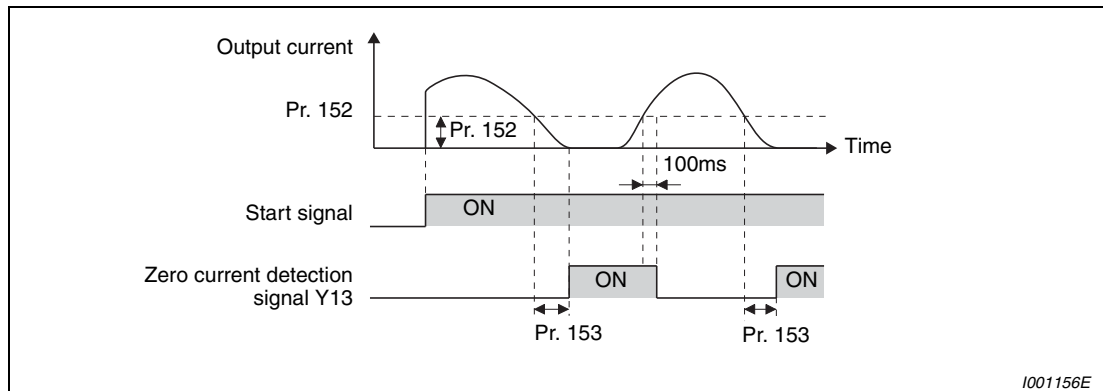 Output current
Pr. 152
Pr. 152
Time
100ms
Start signal
ON
Zero current detection
signal Y13
ON
ON
Pr. 153
Pr. 153
I001156E